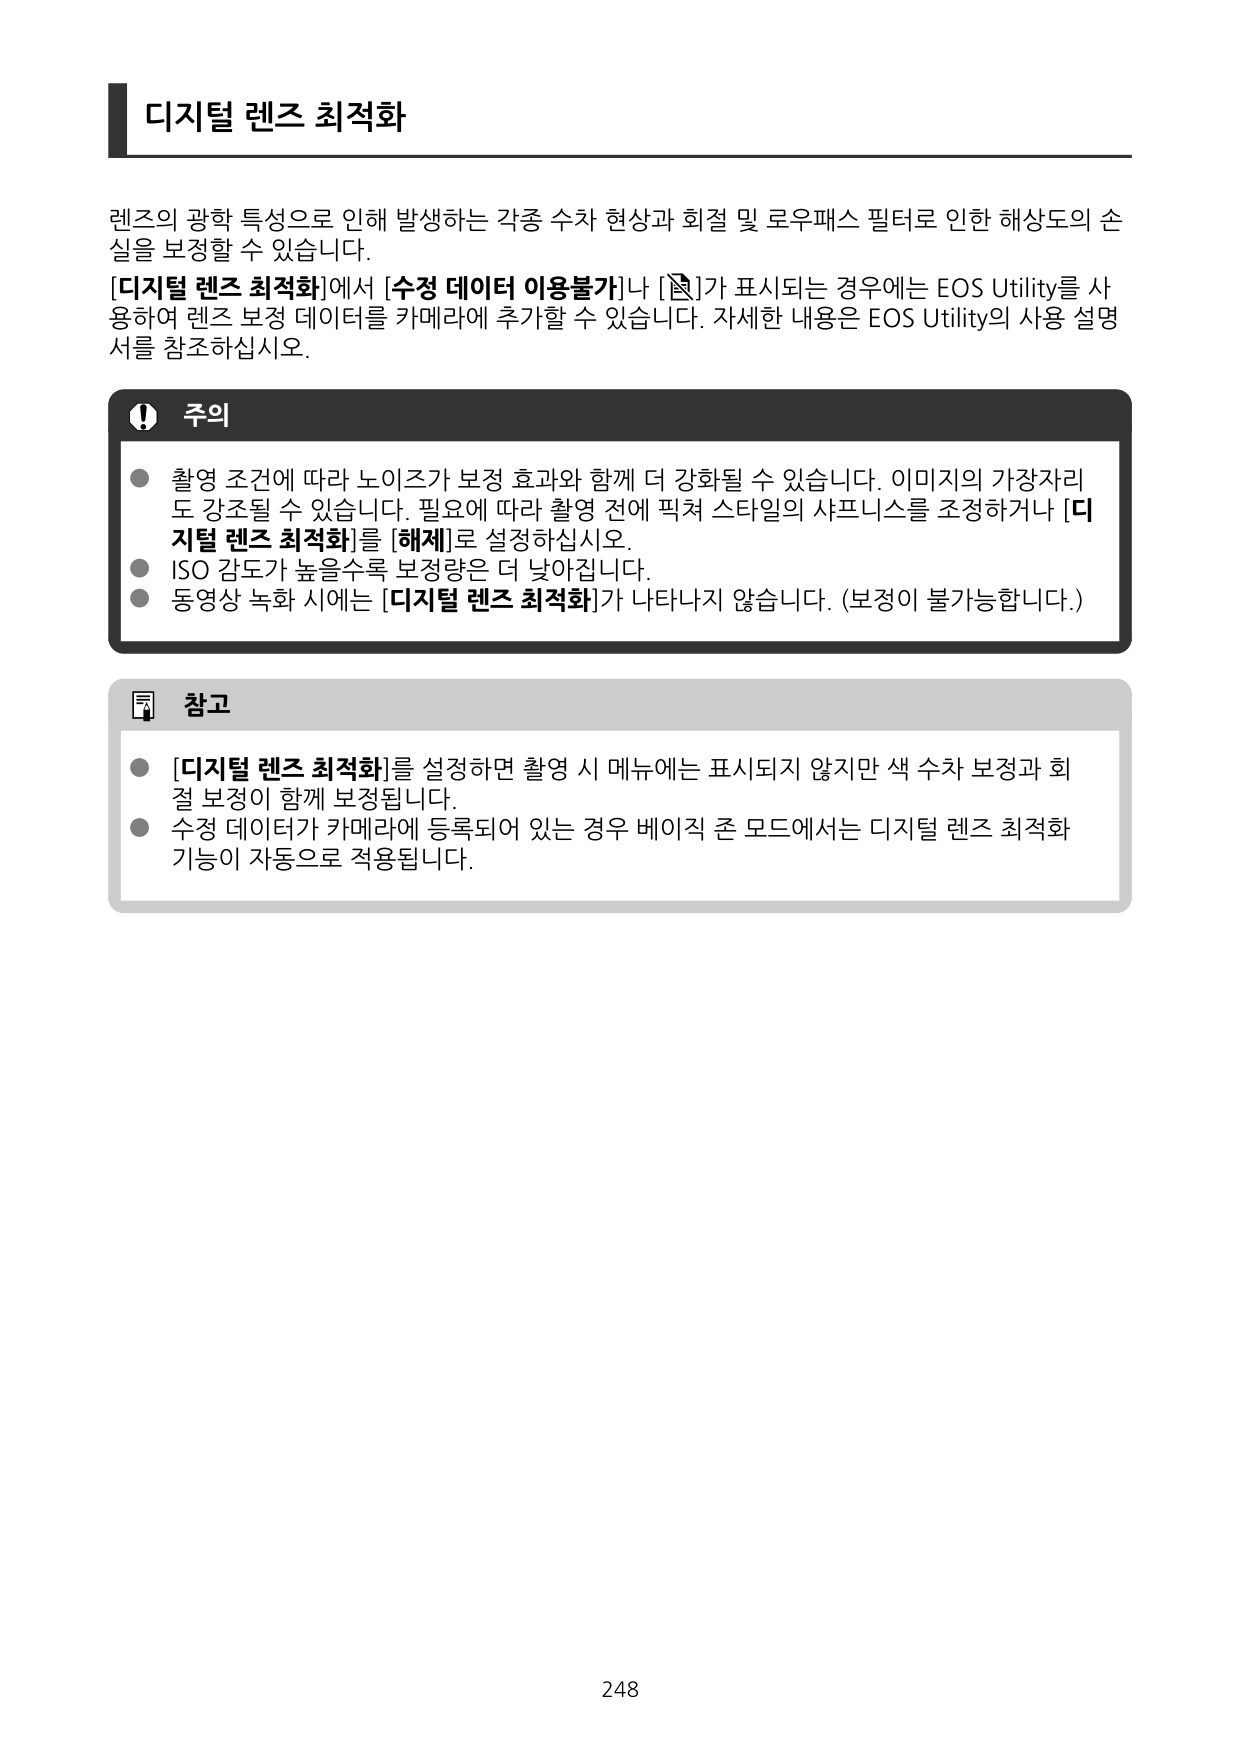 디지털 렌즈 최적화
렌즈의 광학 특성으로 인해 발생하는 각종 수차 현상과 회절 및 로우패스 필터로 인한 해상도의 손
실을 보정할 수 있습니다.
[디지털 렌즈 최적화]에서 [수정 데이터 이용불가]나 []가 표시되는 경우에는 EOS Utility를 사
용하여 렌즈 보정 데이터를 카메라에 추가할 수 있습니다. 자세한 내용은 EOS Utility의 사용 설명
서를 참조하십시오.
주의
● 촬영 조건에 따라 노이즈가 보정 효과와 함께 더 강화될 수 있습니다. 이미지의 가장자리
도 강조될 수 있습니다. 필요에 따라 촬영 전에 픽쳐 스타일의 샤프니스를 조정하거나 [디
지털 렌즈 최적화]를 [해제]로 설정하십시오.
● ISO 감도가 높을수록 보정량은 더 낮아집니다.
● 동영상 녹화 시에는 [디지털 렌즈 최적화]가 나타나지 않습니다. (보정이 불가능합니다.)
참고
● [디지털 렌즈 최적화]를 설정하면 촬영 시 메뉴에는 표시되지 않지만 색 수차 보정과 회
절 보정이 함께 보정됩니다.
● 수정 데이터가 카메라에 등록되어 있는 경우 베이직 존 모드에서는 디지털 렌즈 최적화
기능이 자동으로 적용됩니다.
248